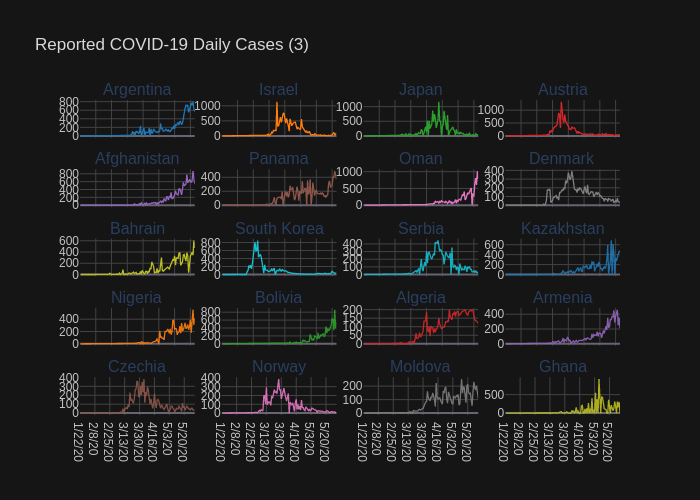 Reported COVID-19 Daily Cases (3)
Argentina Israel Japan Austria
800 600 400 200 0
1000 500 0
1000 500 0
1000 500 0
Afghanistan Panama Oman Denmark
800 600 400 200 0
400 200 0
1000 500 0
400 300 200 100 0
Bahrain South Korea Serbia Kazakhstan
600 400 200 0
800 600 400 200 0
400 300 200 100 0
600 400 200 0
Nigeria Bolivia Algeria Armenia
400 200 0
800 600 400 200 0
200 150 100 50 0
400 200 0
Czechia Norway Moldova Ghana
400 300 200 100 0
400 300 200 100 0
200 100 0
500 0
1/22/20 2/8/20 2/25/20 3/13/20 3/30/20 4/16/20 5/3/20 5/20/20
1/22/20 2/8/20 2/25/20 3/13/20 3/30/20 4/16/20 5/3/20 5/20/20
1/22/20 2/8/20 2/25/20 3/13/20 3/30/20 4/16/20 5/3/20 5/20/20
1/22/20 2/8/20 2/25/20 3/13/20 3/30/20 4/16/20 5/3/20 5/20/20